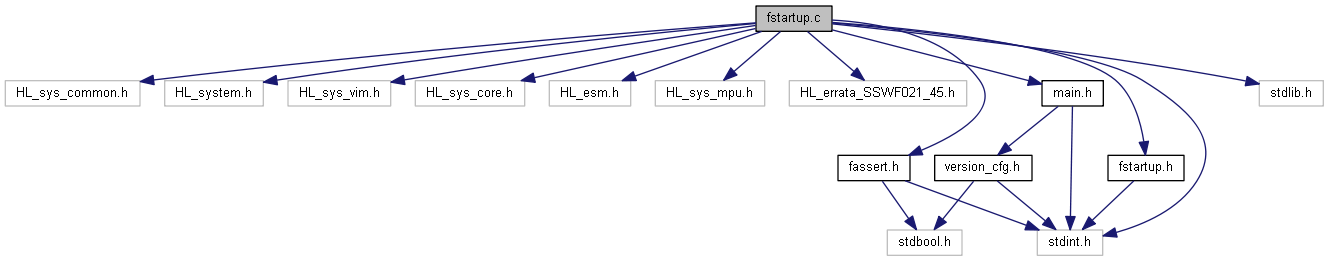 fstartup.c
HL_sys_common.h
HL_system.h
HL_sys_vim.h
HL_sys_core.h
HL_esm.h
HL_sys_mpu.h
HL_errata_SSWF021_45.h
main.h
stdlib.h
fassert.h
version_cfg.h
fstartup.h
stdbool.h
stdint.h